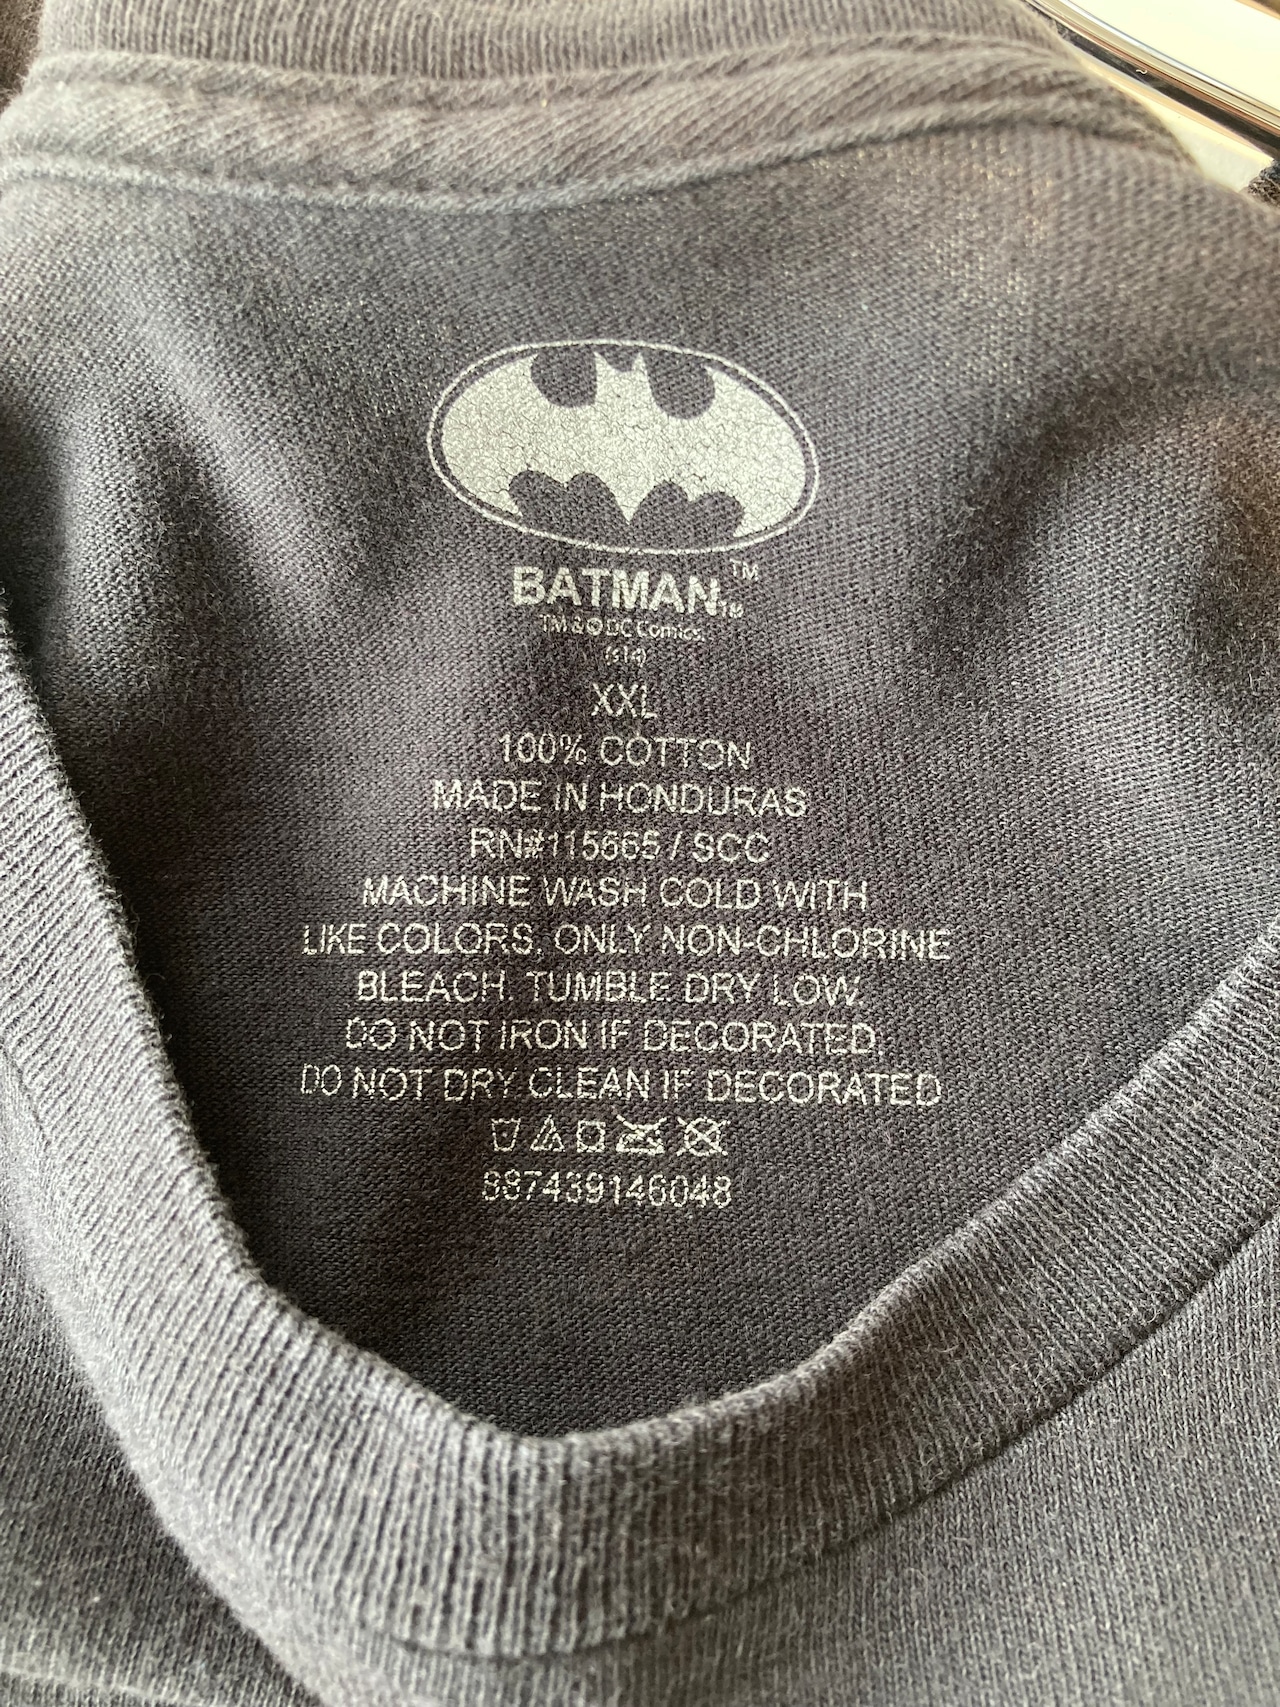 BATMAN™
TM & © DC Comics.
(s14)
XXL
100% COTTON
MADE IN HONDURAS
RN#115665 / SCC
MACHINE WASH COLD WITH
LIKE COLORS, ONLY NON-CHLORINE
BLEACH. TUMBLE DRY LOW.
DO NOT IRON IF DECORATED.
DO NOT DRY CLEAN IF DECORATED
887439146048